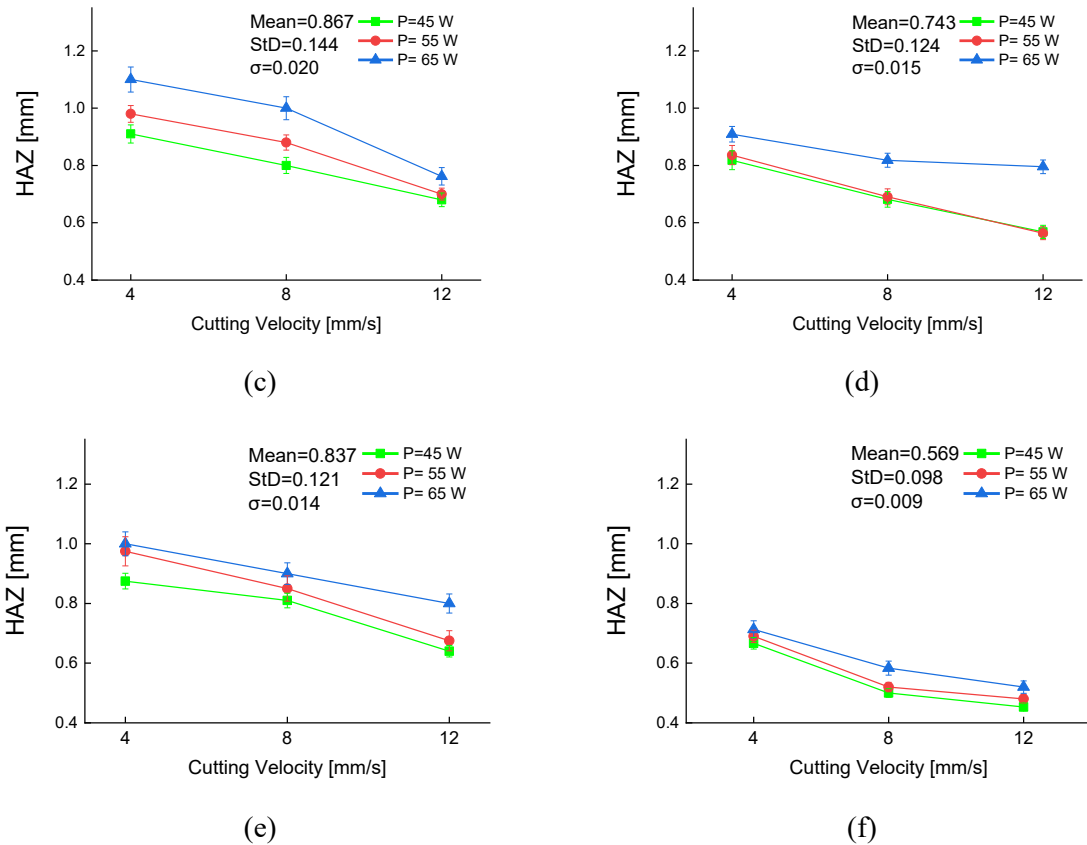 Mean=0.867
StD=0.144
σ=0.020
P=45 W
P= 55 W
P= 65 W
1.2
1.0
0.8
0.6
0.4
HAZ [mm]
4 8 12
Cutting Velocity [mm/s]
(c)
Mean=0.743
StD=0.124
σ=0.015
P=45 W
P= 55 W
P= 65 W
1.2
1.0
0.8
0.6
0.4
HAZ [mm]
4 8 12
Cutting Velocity [mm/s]
(d)
Mean=0.837
StD=0.121
σ=0.014
P=45 W
P= 55 W
P= 65 W
1.2
1.0
0.8
0.6
0.4
HAZ [mm]
4 8 12
Cutting Velocity [mm/s]
(e)
Mean=0.569
StD=0.098
σ=0.009
P=45 W
P= 55 W
P= 65 W
1.2
1.0
0.8
0.6
0.4
HAZ [mm]
4 8 12
Cutting Velocity [mm/s]
(f)